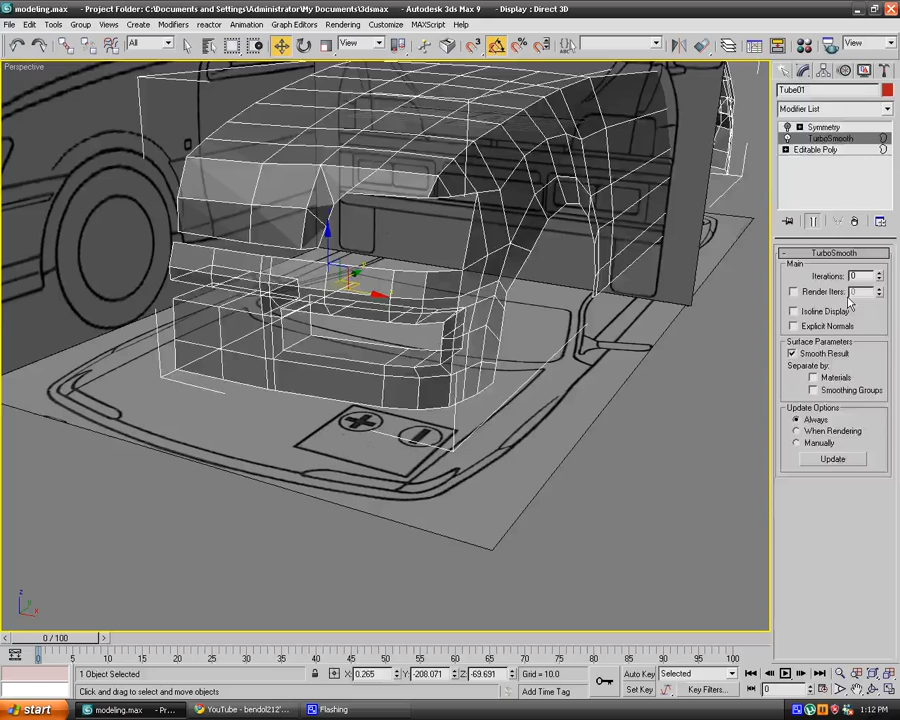 modeling.max - Project Folder: C:\Documents and Settings\Administrator\My Documents\3dsmax - Autodesk 3ds Max 9 - Display : Direct 3D
File Edit Tools Group Views Create Modifiers reactor Animation Graph Editors Rendering Customize MAXScript Help
All View View
Perspective
Tube01
Modifier List
Symmetry
TurboSmooth
Editable Poly
TurboSmooth
Main
Iterations: 0
Render Iters: 0
Isoline Display
Explicit Normals
Surface Parameters
Smooth Result
Separate by:
Materials
Smoothing Groups
Update Options
Always
When Rendering
Manually
Update
z
x
0 / 100
0 5 10 15 20 25 30 35 40 45 50 55 60 65 70 75 80 85 90 95 100
1 Object Selected X: 0.265 Y: -208.071 Z: -69.691 Grid = 10.0 Auto Key Selected
Click and drag to select and move objects Add Time Tag Set Key Key Filters... 0
start modeling.max - Pr... YouTube - bendol212'... Flashing 1:12 PM